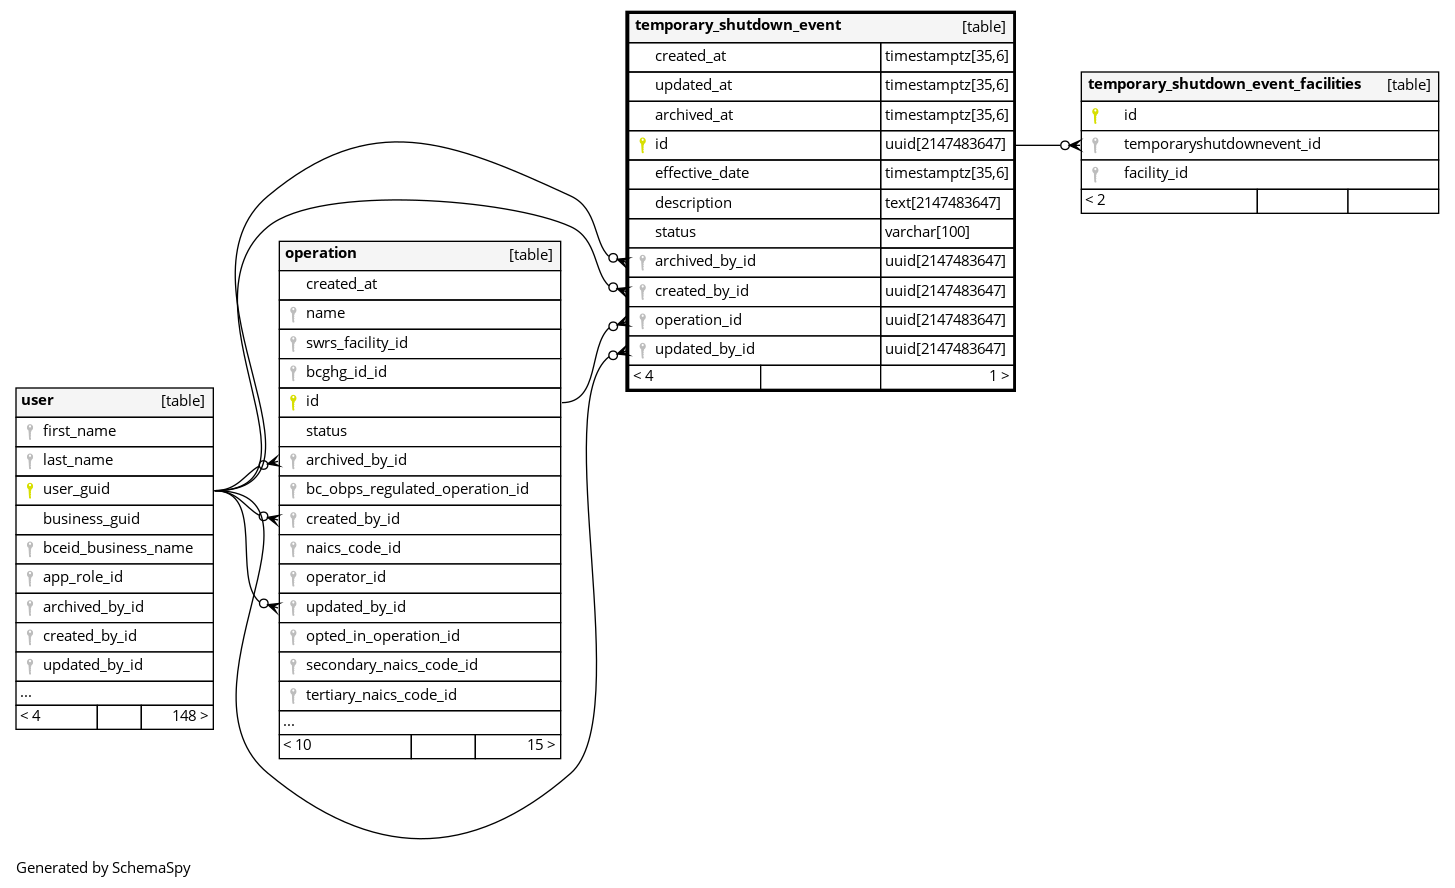 temporary_shutdown_event [table]
created_at timestamptz[35,6]
updated_at timestamptz[35,6]
archived_at timestamptz[35,6]
id uuid[2147483647]
effective_date timestamptz[35,6]
description text[2147483647]
status varchar[100]
archived_by_id uuid[2147483647]
created_by_id uuid[2147483647]
operation_id uuid[2147483647]
updated_by_id uuid[2147483647]
< 4 1 >
temporary_shutdown_event_facilities [table]
id
temporaryshutdownevent_id
facility_id
< 2
operation [table]
created_at
name
swrs_facility_id
bcghg_id_id
id
status
archived_by_id
bc_obps_regulated_operation_id
created_by_id
naics_code_id
operator_id
updated_by_id
opted_in_operation_id
secondary_naics_code_id
tertiary_naics_code_id
...
< 10 15 >
user [table]
first_name
last_name
user_guid
business_guid
bceid_business_name
app_role_id
archived_by_id
created_by_id
updated_by_id
...
< 4 148 >
Generated by SchemaSpy